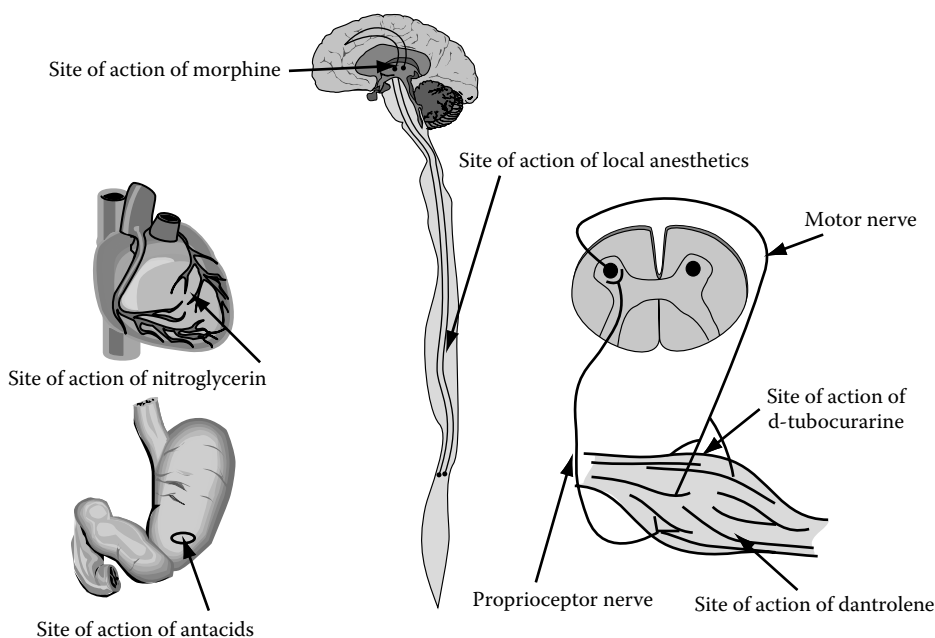 Site of action of morphine
Site of action of local anesthetics
Motor nerve
Site of action of nitroglycerin
Site of action of
d-tubocurarine
Proprioceptor nerve
Site of action of dantrolene
Site of action of antacids